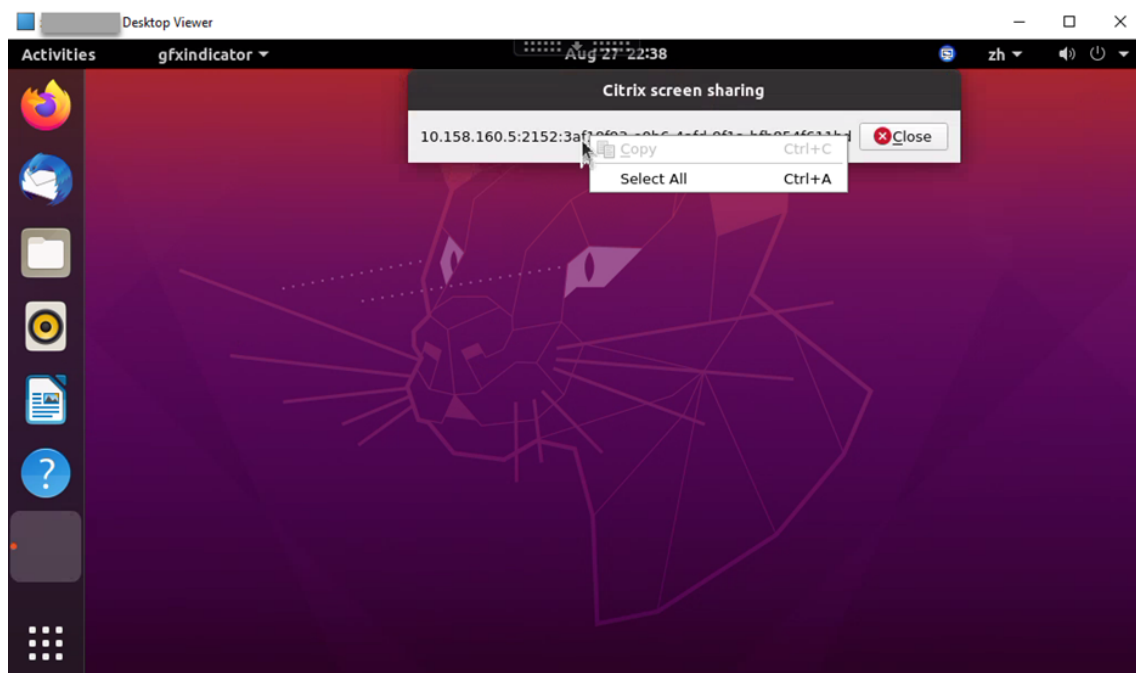 Desktop Viewer
Activities gfxindicator Aug 27 22:38 zh
Citrix screen sharing
10.158.160.5:2152: Close
Copy Ctrl+C
Select All Ctrl+A
?